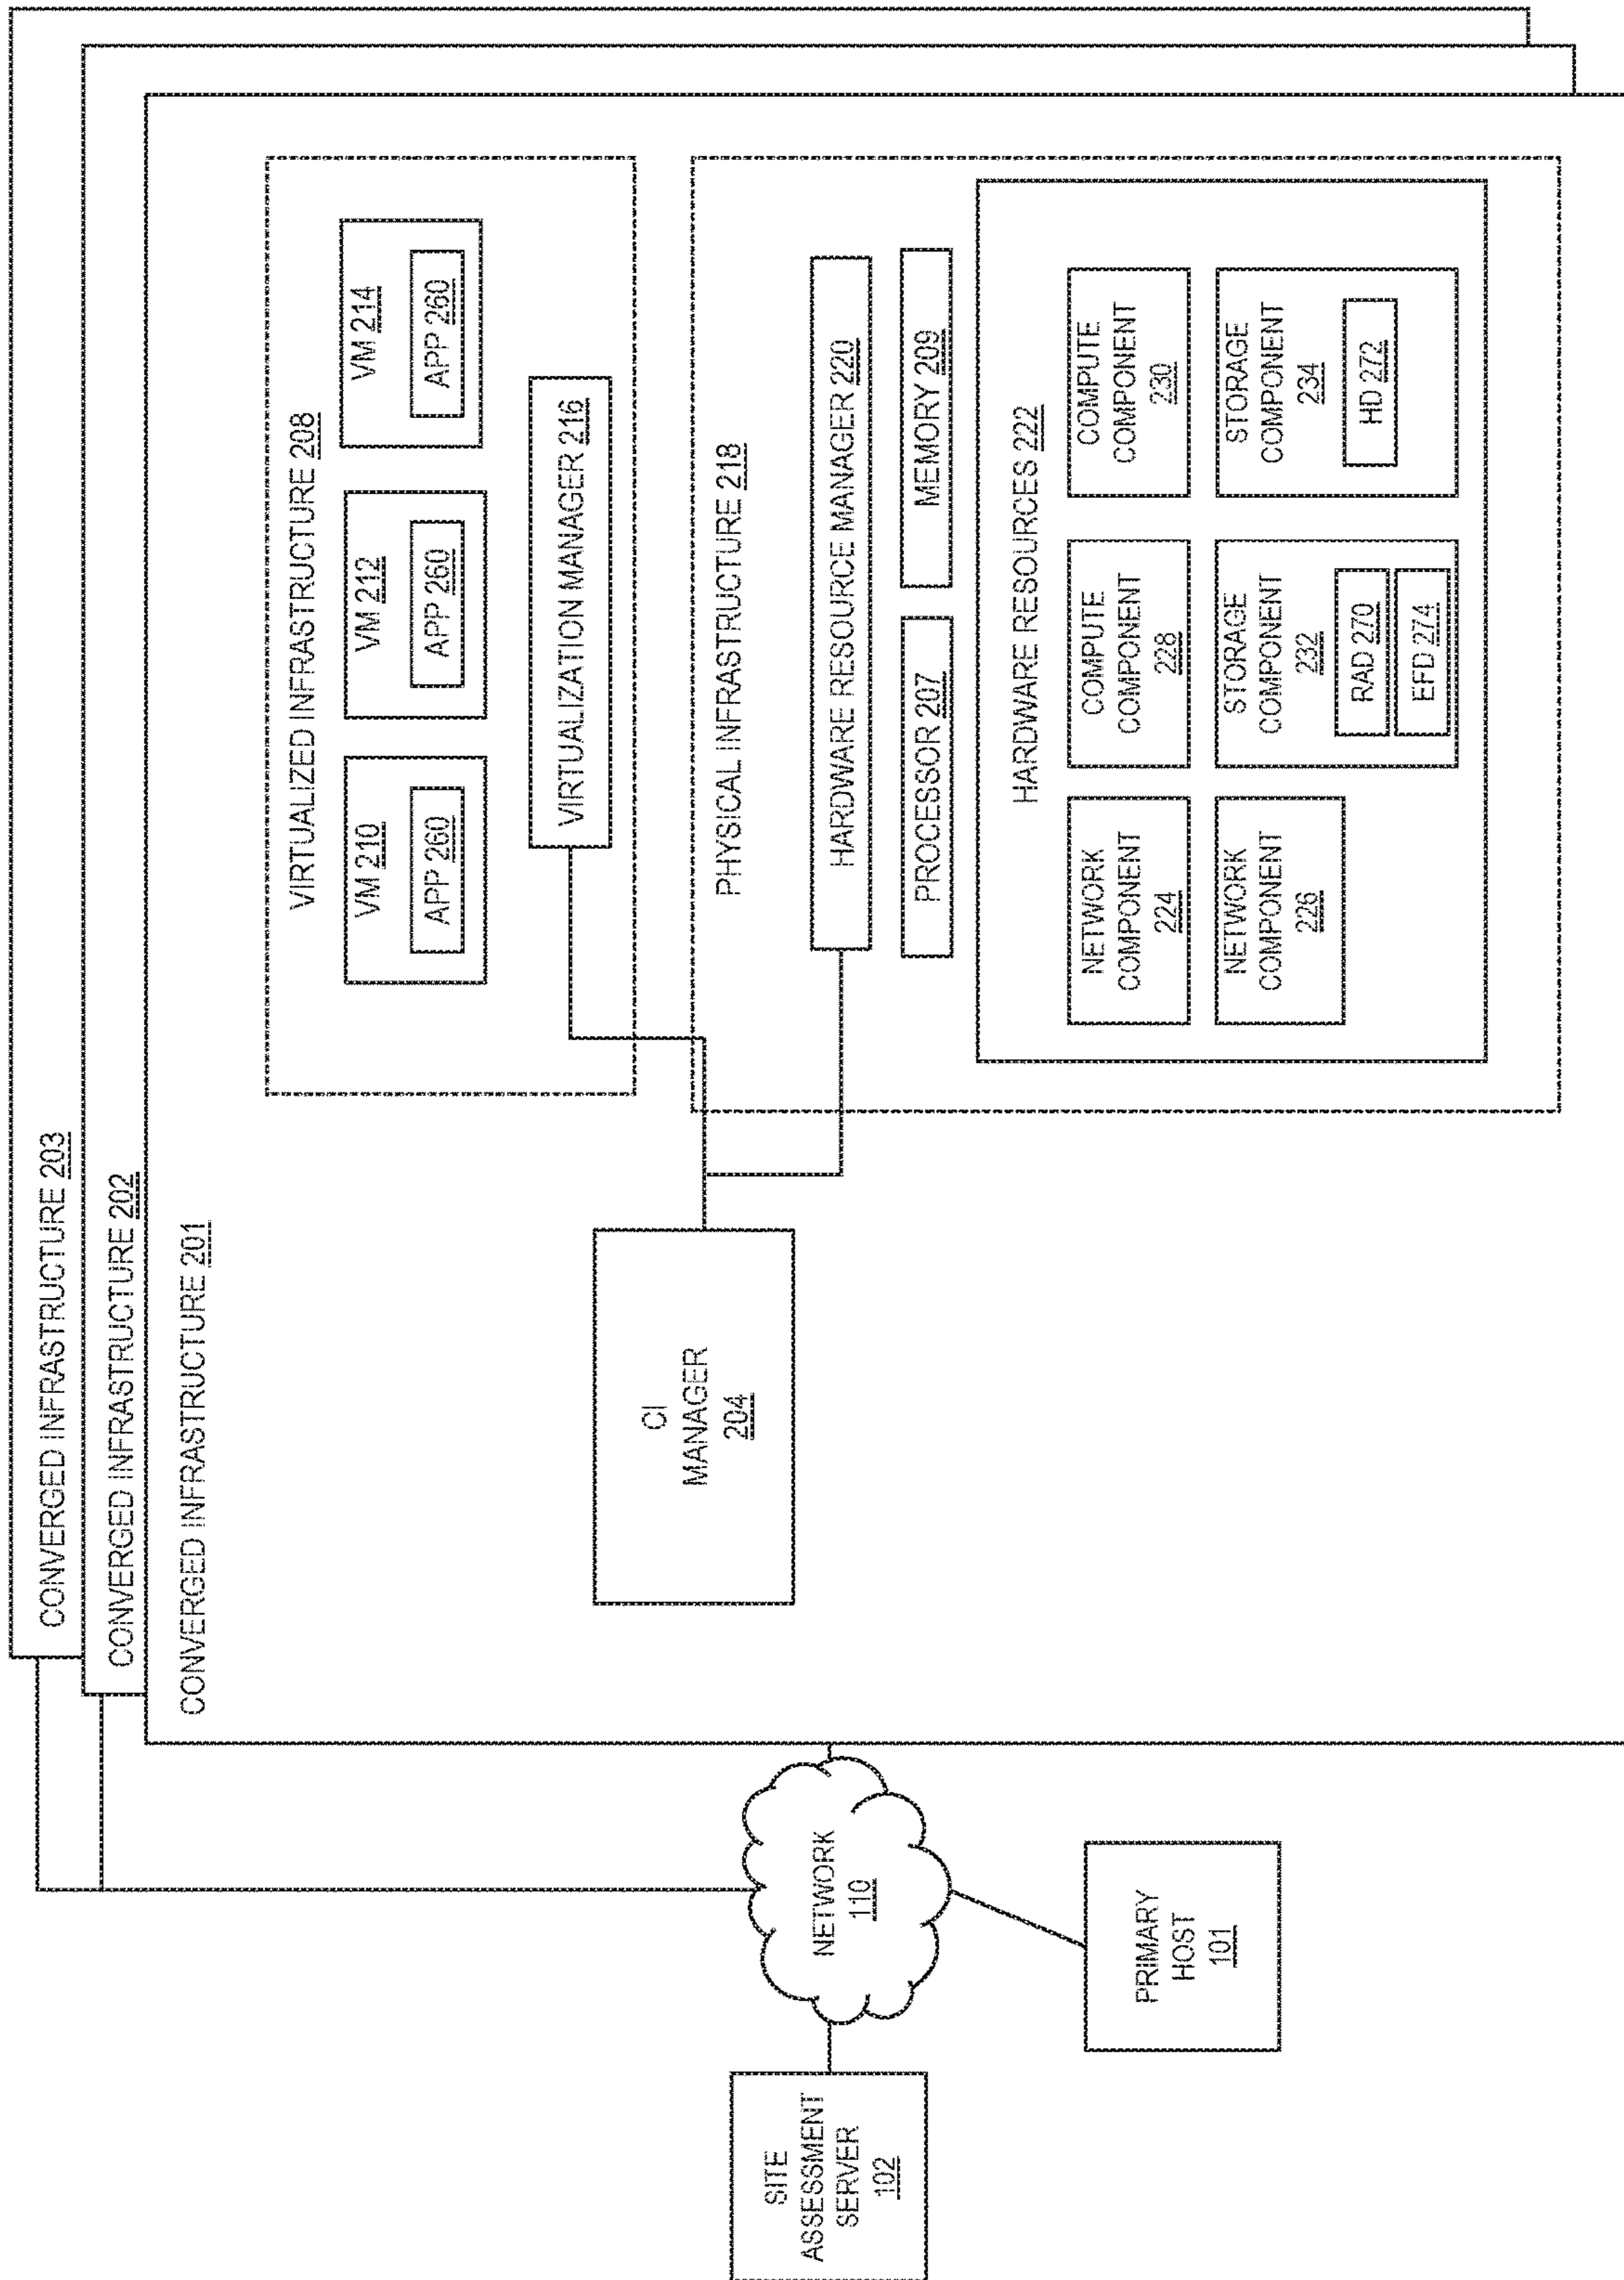 CONVERGED INFRASTRUCTURE 203
CONVERGED INFRASTRUCTURE 202
CONVERGED INFRASTRUCTURE 201
VIRTUALIZED INFRASTRUCTURE 208
VM 210
APP 260
VM 212
APP 260
VM 214
APP 260
VIRTUALIZATION MANAGER 216
CI
MANAGER
204
PHYSICAL INFRASTRUCTURE 218
HARDWARE RESOURCE MANAGER 220
PROCESSOR 207
MEMORY 209
HARDWARE RESOURCES 222
NETWORK
COMPONENT
224
COMPUTE
COMPONENT
228
COMPUTE
COMPONENT
230
NETWORK
COMPONENT
226
STORAGE
COMPONENT
232
RAD 270
EFD 274
STORAGE
COMPONENT
234
HD 272
SITE
ASSESSMENT
SERVER
102
NETWORK
110
PRIMARY
HOST
101